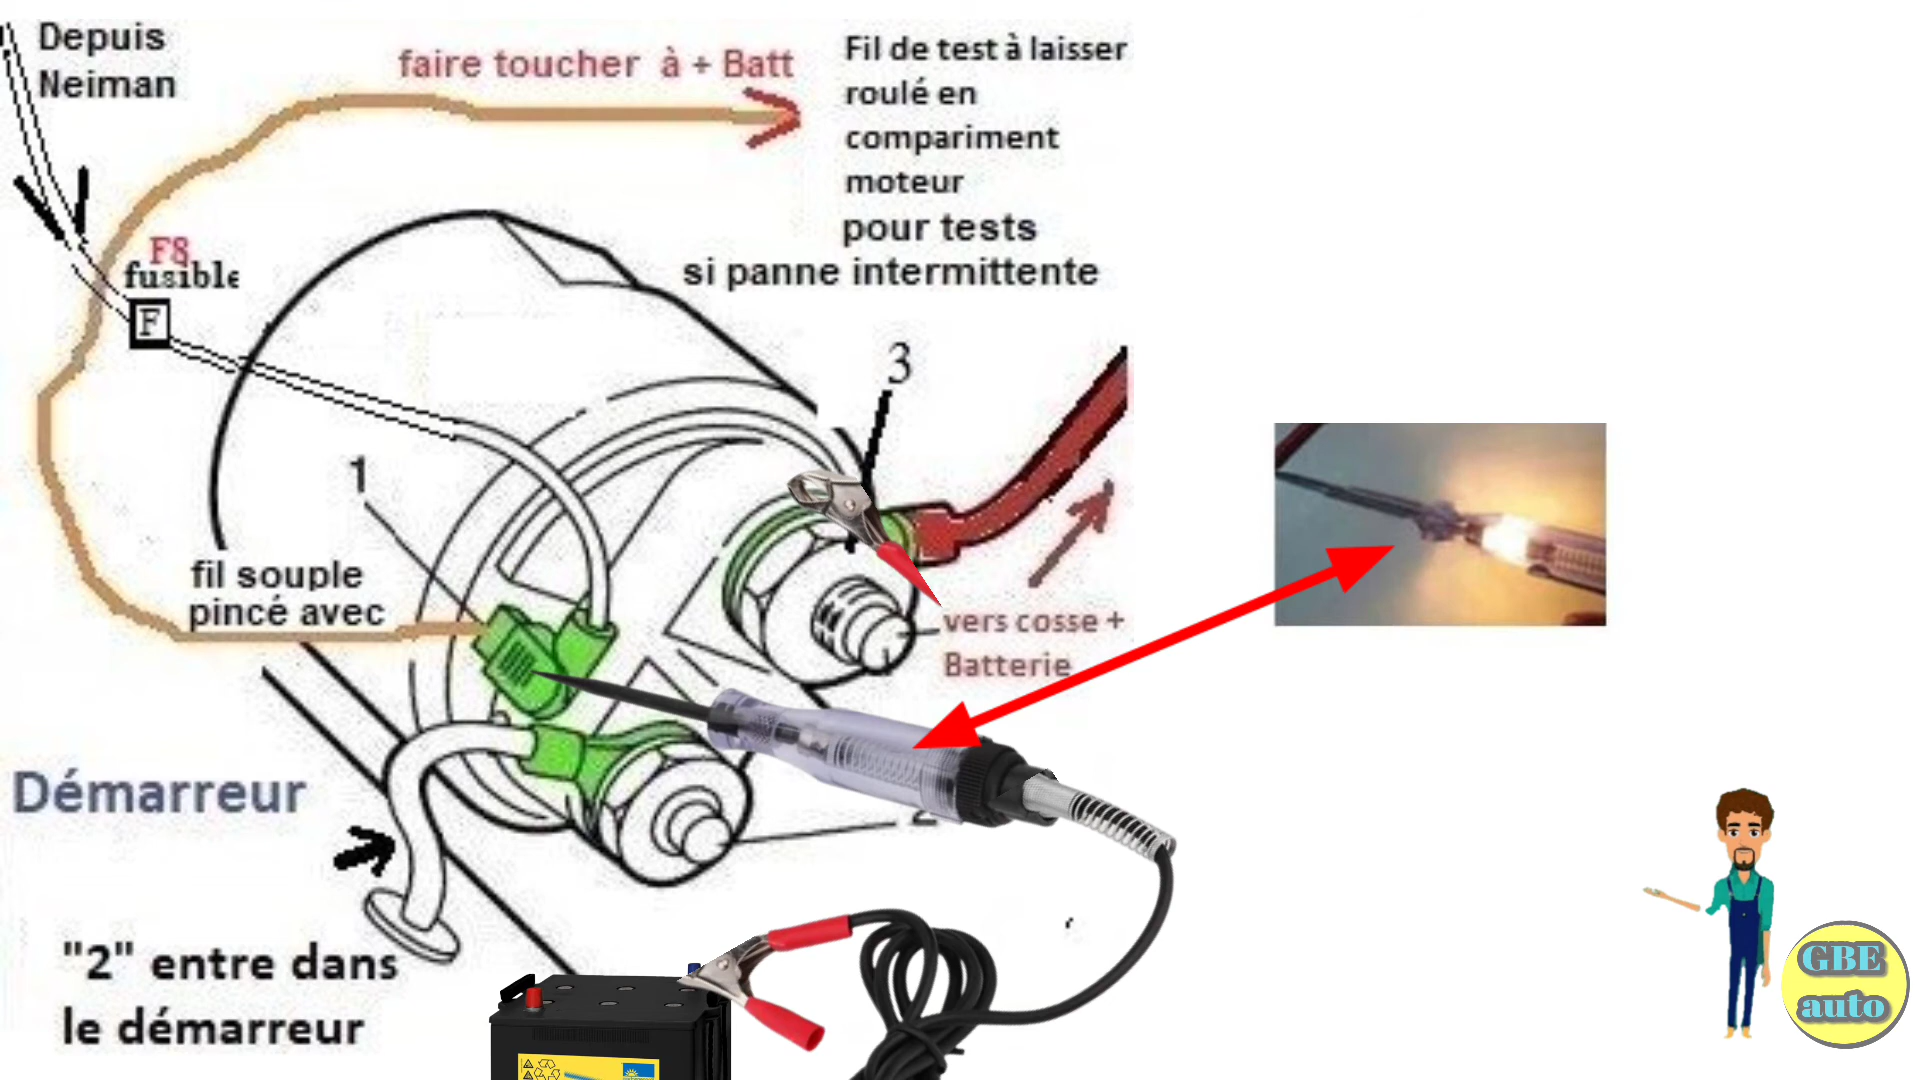 Depuis
Neiman
faire toucher à + Batt
Fil de test à laisser
roulé en
compariment
moteur
pour tests
si panne intermittente
F8
fusible
F
3
1
fil souple
pincé avec
vers cosse +
Batterie
Démarreur
2
"2" entre dans
le démarreur
GBE
auto